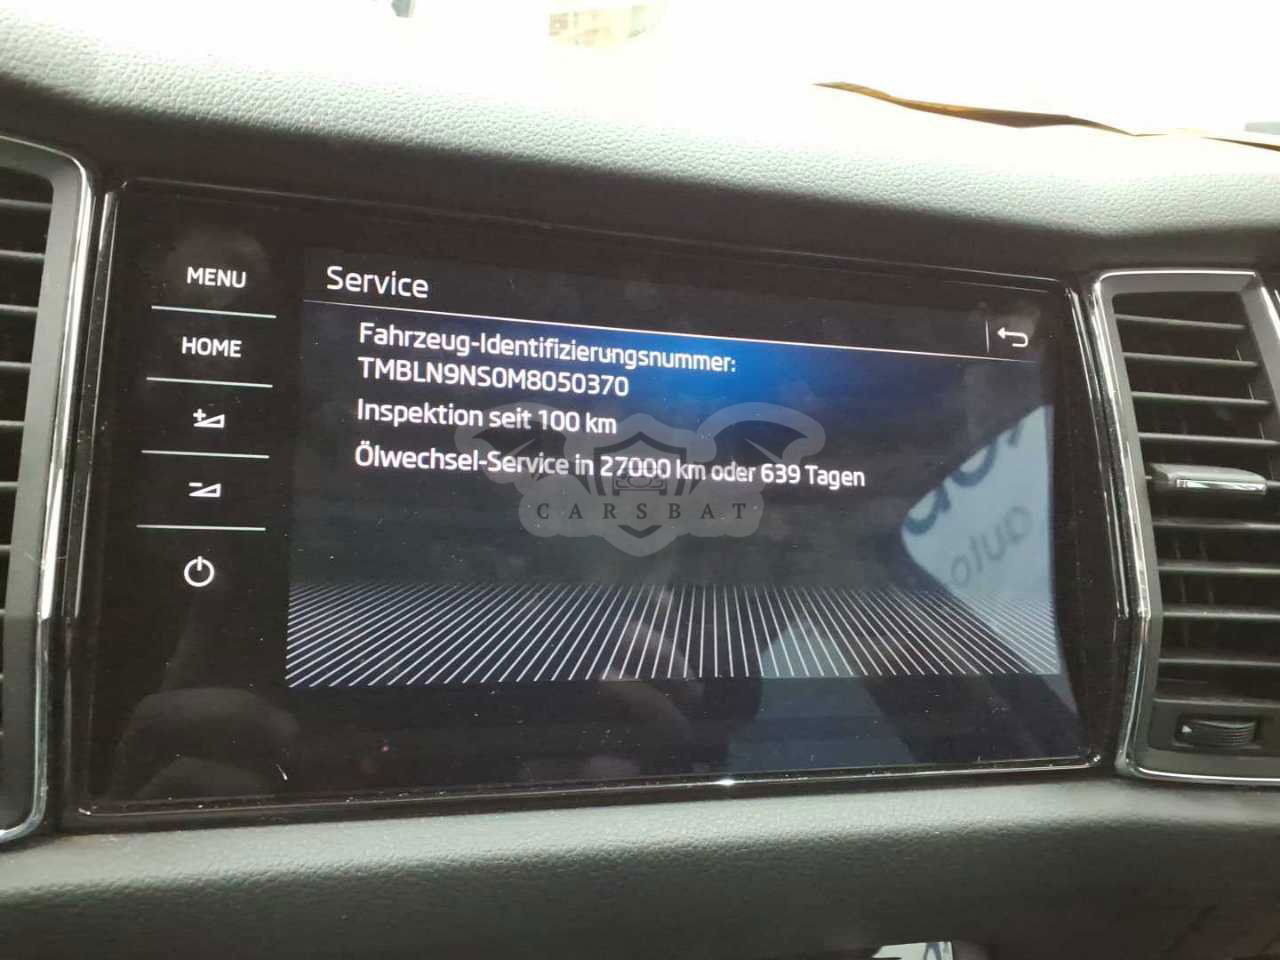 MENU
HOME
Service
Fahrzeug-Identifizierungsnummer:
TMBLN9NS0M8050370
Inspektion seit 100 km
Ölwechsel-Service in 27000 km oder 639 Tagen
CARSBAT